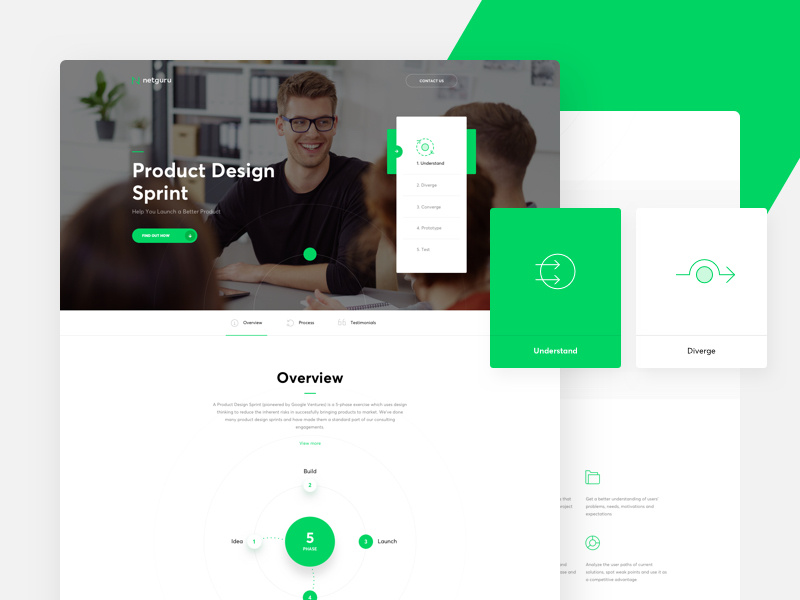 netguru
CONTACT US
Product Design
Sprint
Help You Launch a Better Product
FIND OUT NOW
1. Understand
2. Diverge
3. Converge
4. Prototype
5. Test
Understand
Diverge
Overview
Process
Testimonials
Overview
A Product Design Sprint (pioneered by Google Ventures) is a 5-phase exercise which uses design
thinking to reduce the inherent risks in successfully bringing products to market. We've done
many product design sprints and have made them a standard part of our consulting
engagements.
View more
Build
2
Idea
1
5
PHASE
3
Launch
4
that
Get a better understanding of users'
problems, needs, motivations and
expectations
Analyze the user paths of current
solutions, spot weak points and use it as
a competitive advantage.